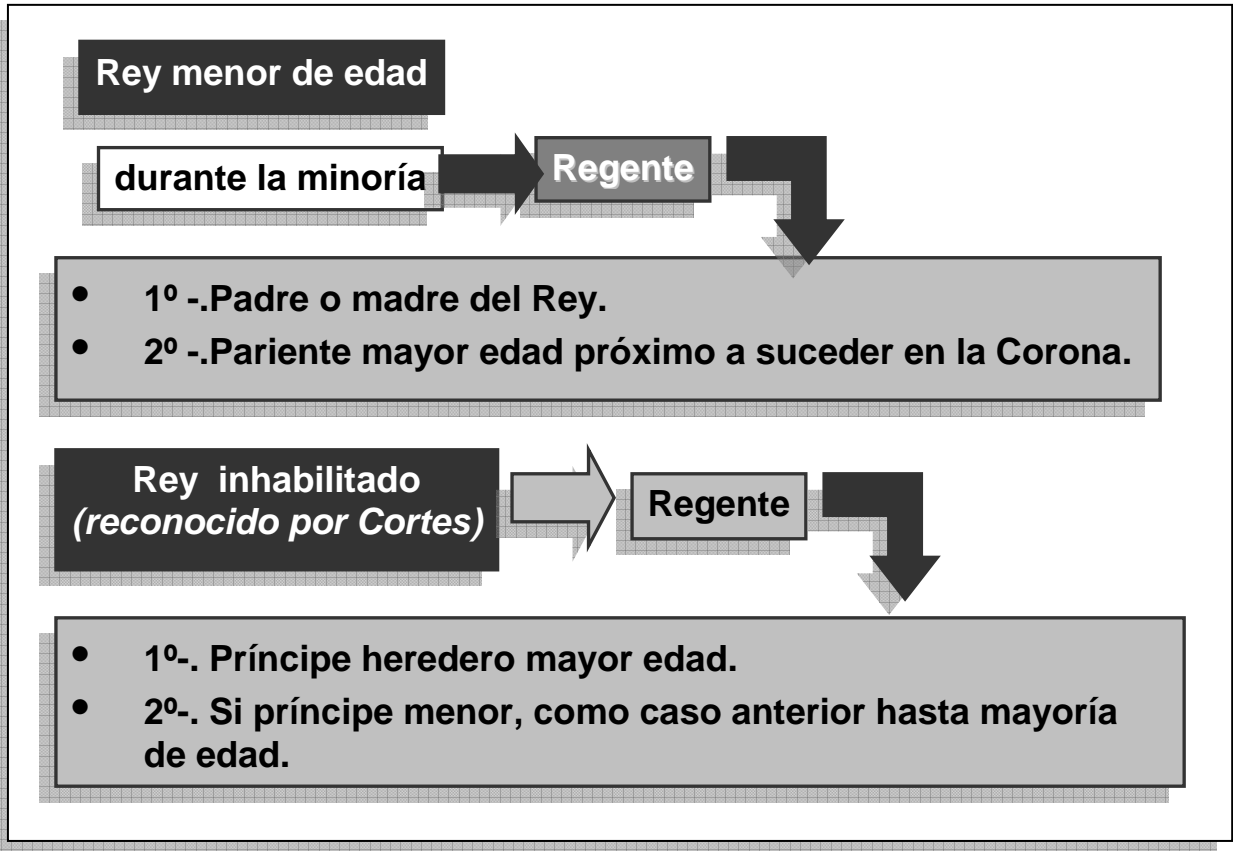 Rey menor de edad
durante la minoría
Regente
• 1º -.Padre o madre del Rey.
• 2º -.Pariente mayor edad próximo a suceder en la Corona.
Rey inhabilitado
(reconocido por Cortes)
Regente
• 1º-. Príncipe heredero mayor edad.
• 2º-. Si príncipe menor, como caso anterior hasta mayoría
de edad.